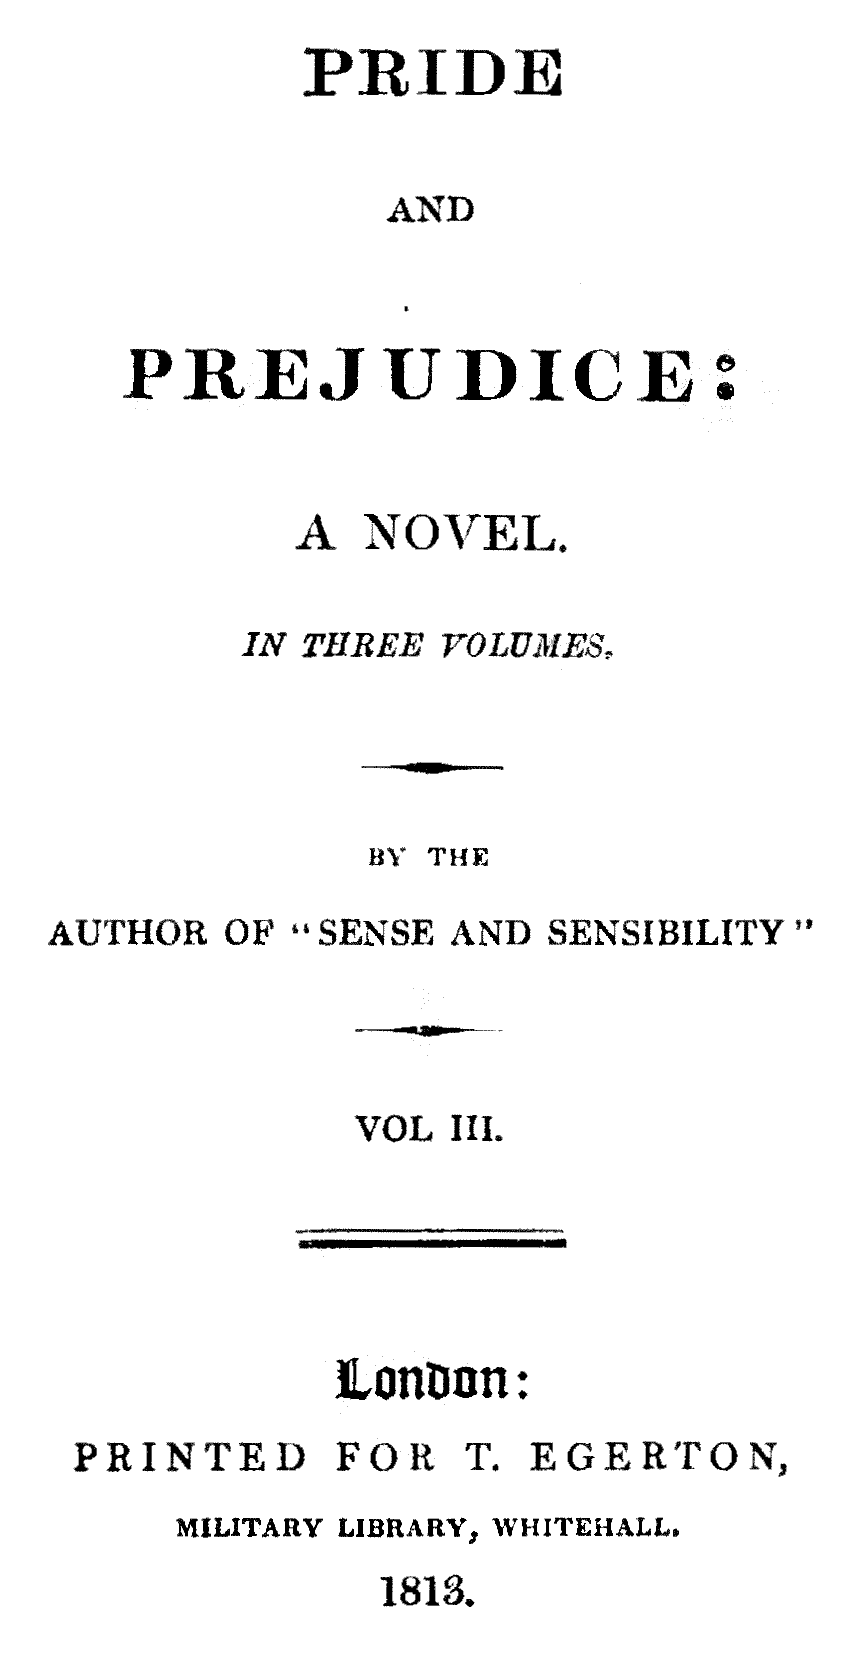 PRIDE
AND
PREJUDICE:
A NOVEL.
IN THREE VOLUMES.
BY THE
AUTHOR OF “SENSE AND SENSIBILITY”
VOL III.
London:
PRINTED FOR T. EGERTON,
MILITARY LIBRARY, WHITEHALL.
1813.